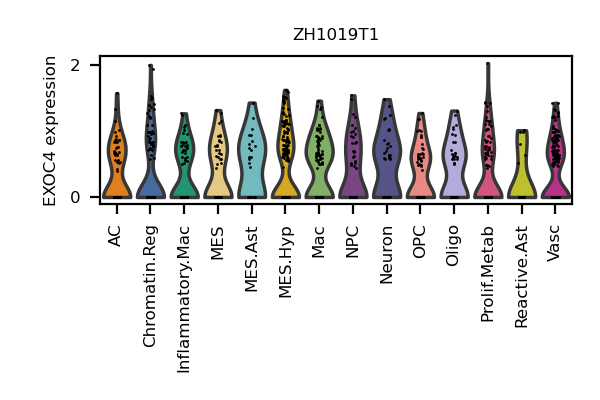 ZH1019T1
EXOC4 expression
2
0
AC
Chromatin.Reg
Inflammatory.Mac
MES
MES.Ast
MES.Hyp
Mac
NPC
Neuron
OPC
Oligo
Prolif.Metab
Reactive.Ast
Vasc